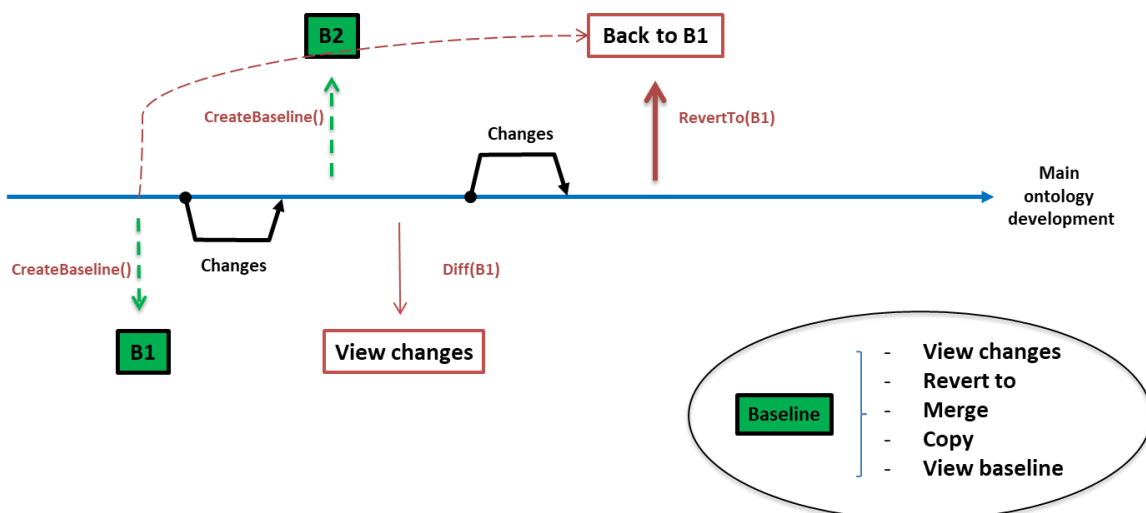 B2
Back to B1
CreateBaseline()
RevertTo(B1)
Changes
Main
ontology
development
CreateBaseline()
Changes
Diff(B1)
B1
View changes
Baseline
- View changes
- Revert to
- Merge
- Copy
- View baseline